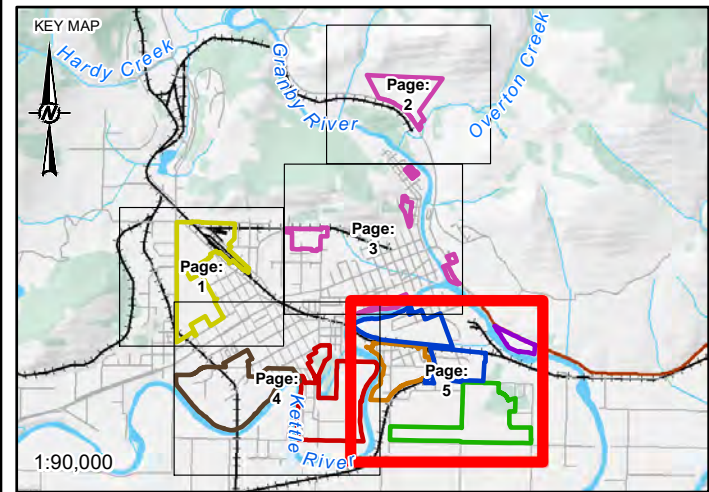 KEY MAP
Hardy Creek
Granby River
Overton Creek
N
Page:
2
Page:
3
Page:
1
Page:
4
Page:
5
Kettle River
1:90,000